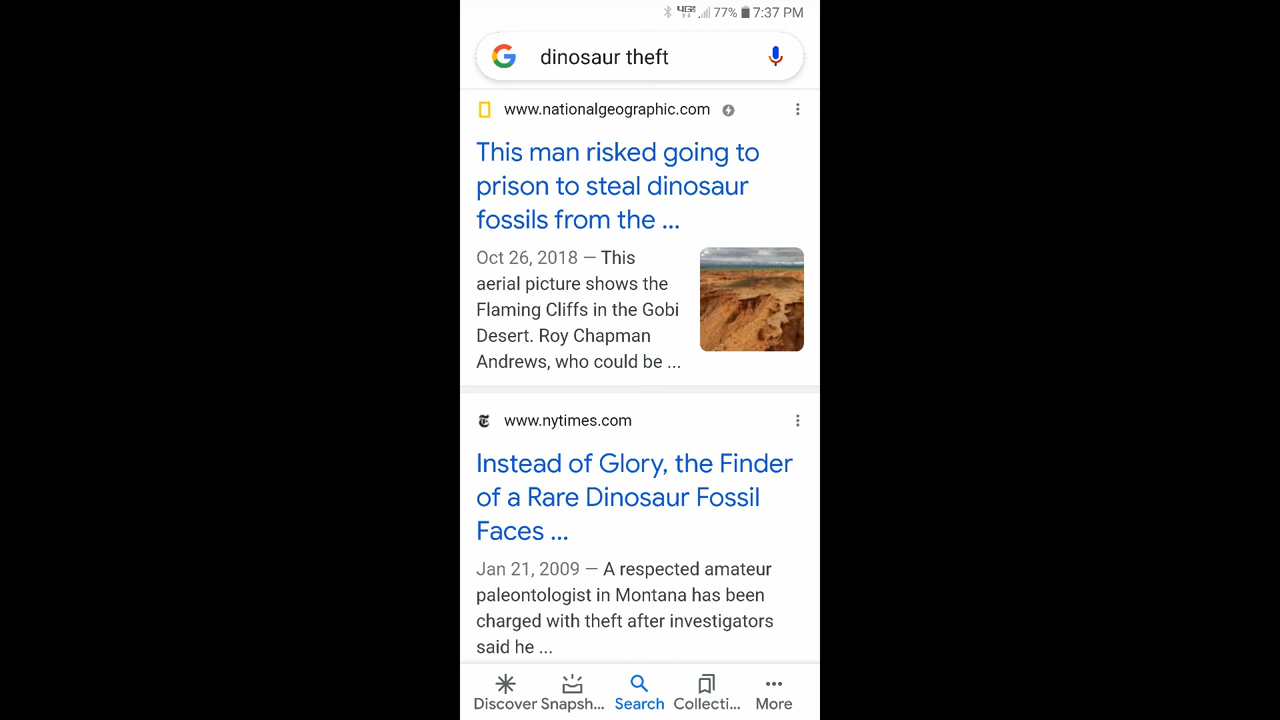 4GE 77% 7:37 PM
dinosaur theft
www.nationalgeographic.com
This man risked going to
prison to steal dinosaur
fossils from the ...
Oct 26, 2018 — This
aerial picture shows the
Flaming Cliffs in the Gobi
Desert. Roy Chapman
Andrews, who could be ...
www.nytimes.com
Instead of Glory, the Finder
of a Rare Dinosaur Fossil
Faces ...
Jan 21, 2009 — A respected amateur
paleontologist in Montana has been
charged with theft after investigators
said he ...
Discover Snapsh... Search Collecti... More